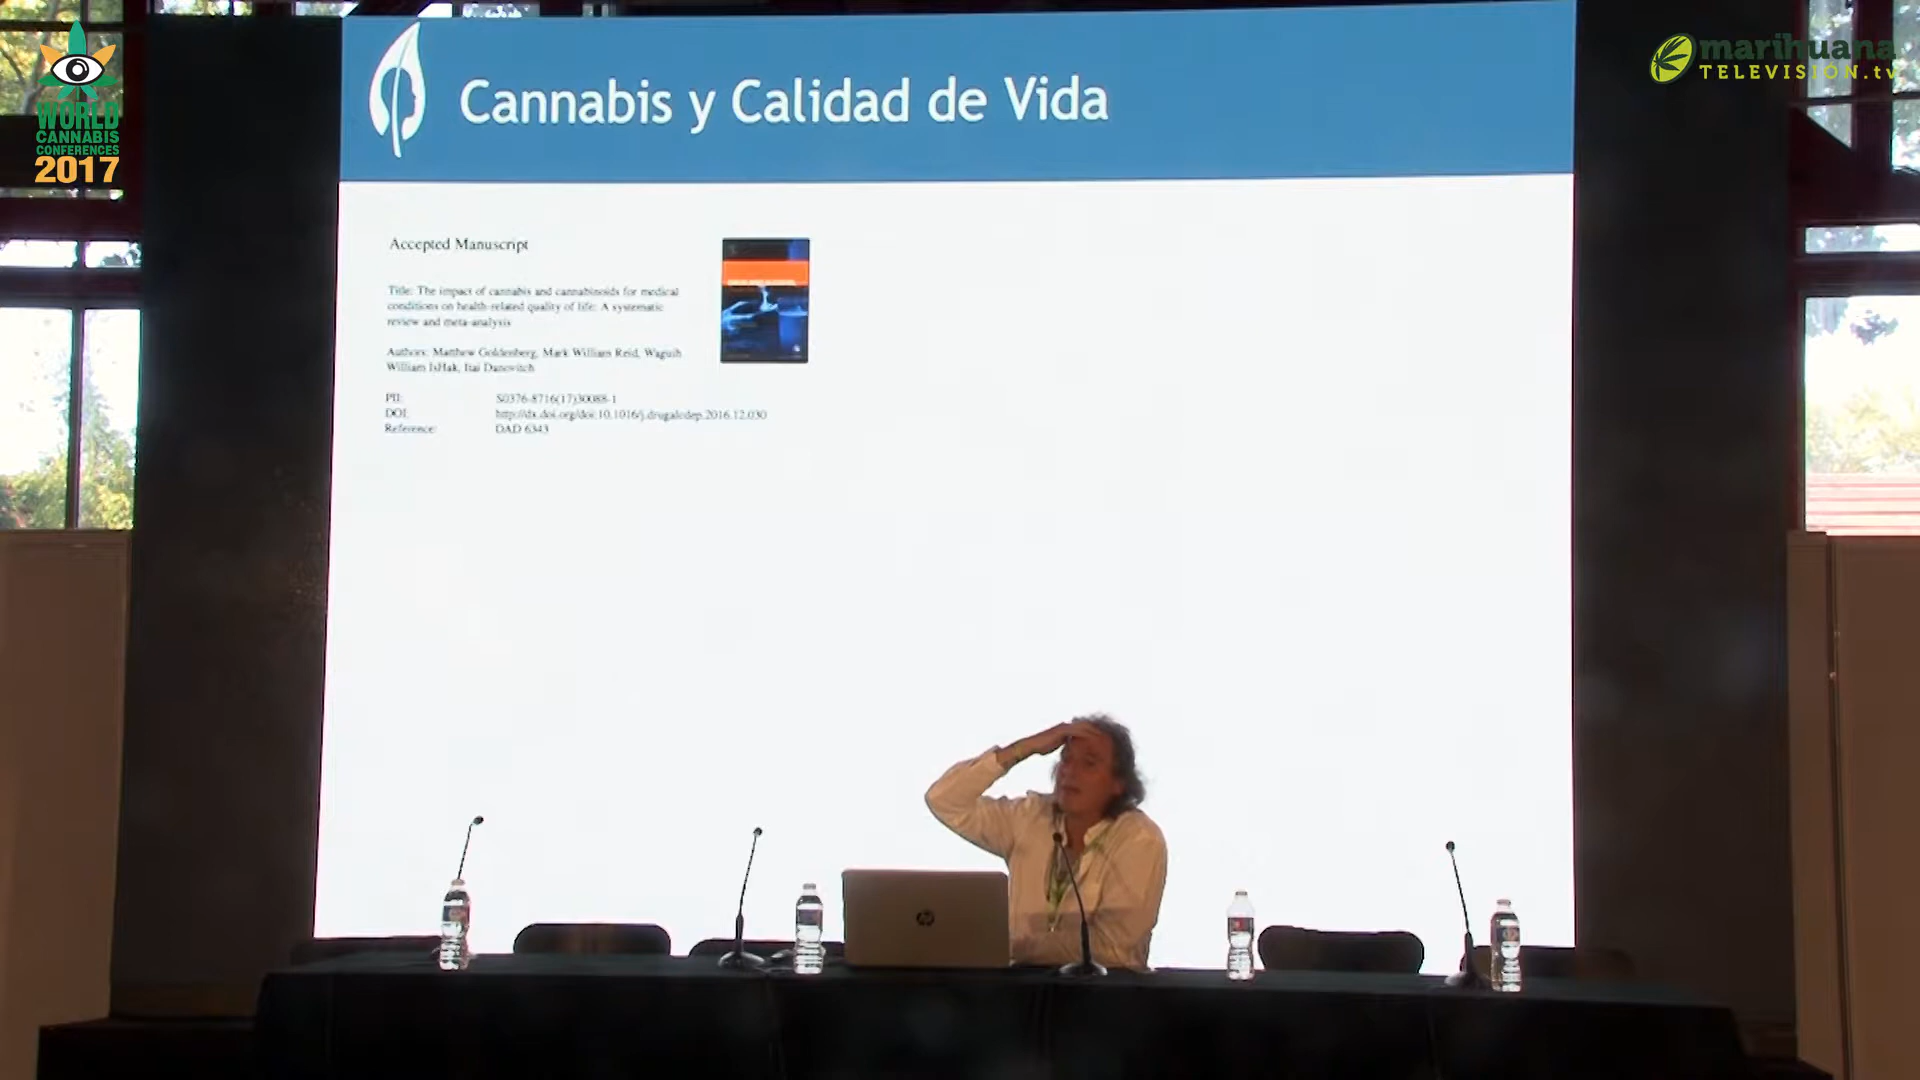 WORLD
CANNABIS
CONFERENCES
2017
marihuana
TELEVISIÓN.tv
Cannabis y Calidad de Vida
Accepted Manuscript
Title: The impact of cannabis and cannabinoids for medical
conditions on health-related quality of life: A systematic
review and meta-analysis
Authors: Matthew Goldenberg, Mark William Reid, Waguih
William IsHak, Itai Danovitch
PII: S0376-8716(17)30088-1
DOI: http://dx.doi.org/doi:10.1016/j.drugalcdep.2016.12.030
Reference: DAD 6343
hp